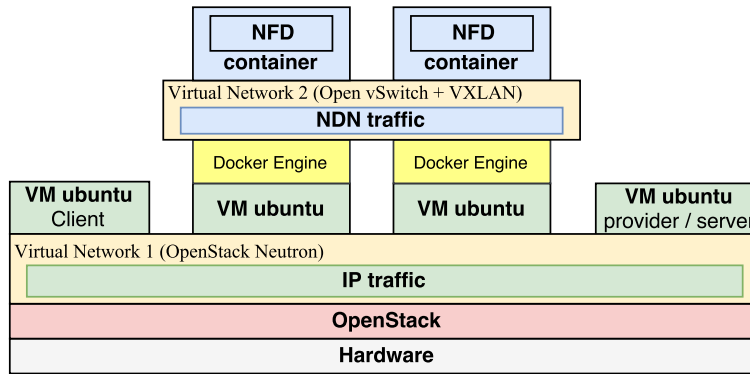 NFD
container
NFD
container
Virtual Network 2 (Open vSwitch + VXLAN)
NDN traffic
Docker Engine
Docker Engine
VM ubuntu
Client
VM ubuntu
VM ubuntu
VM ubuntu
provider / server
Virtual Network 1 (OpenStack Neutron)
IP traffic
OpenStack
Hardware